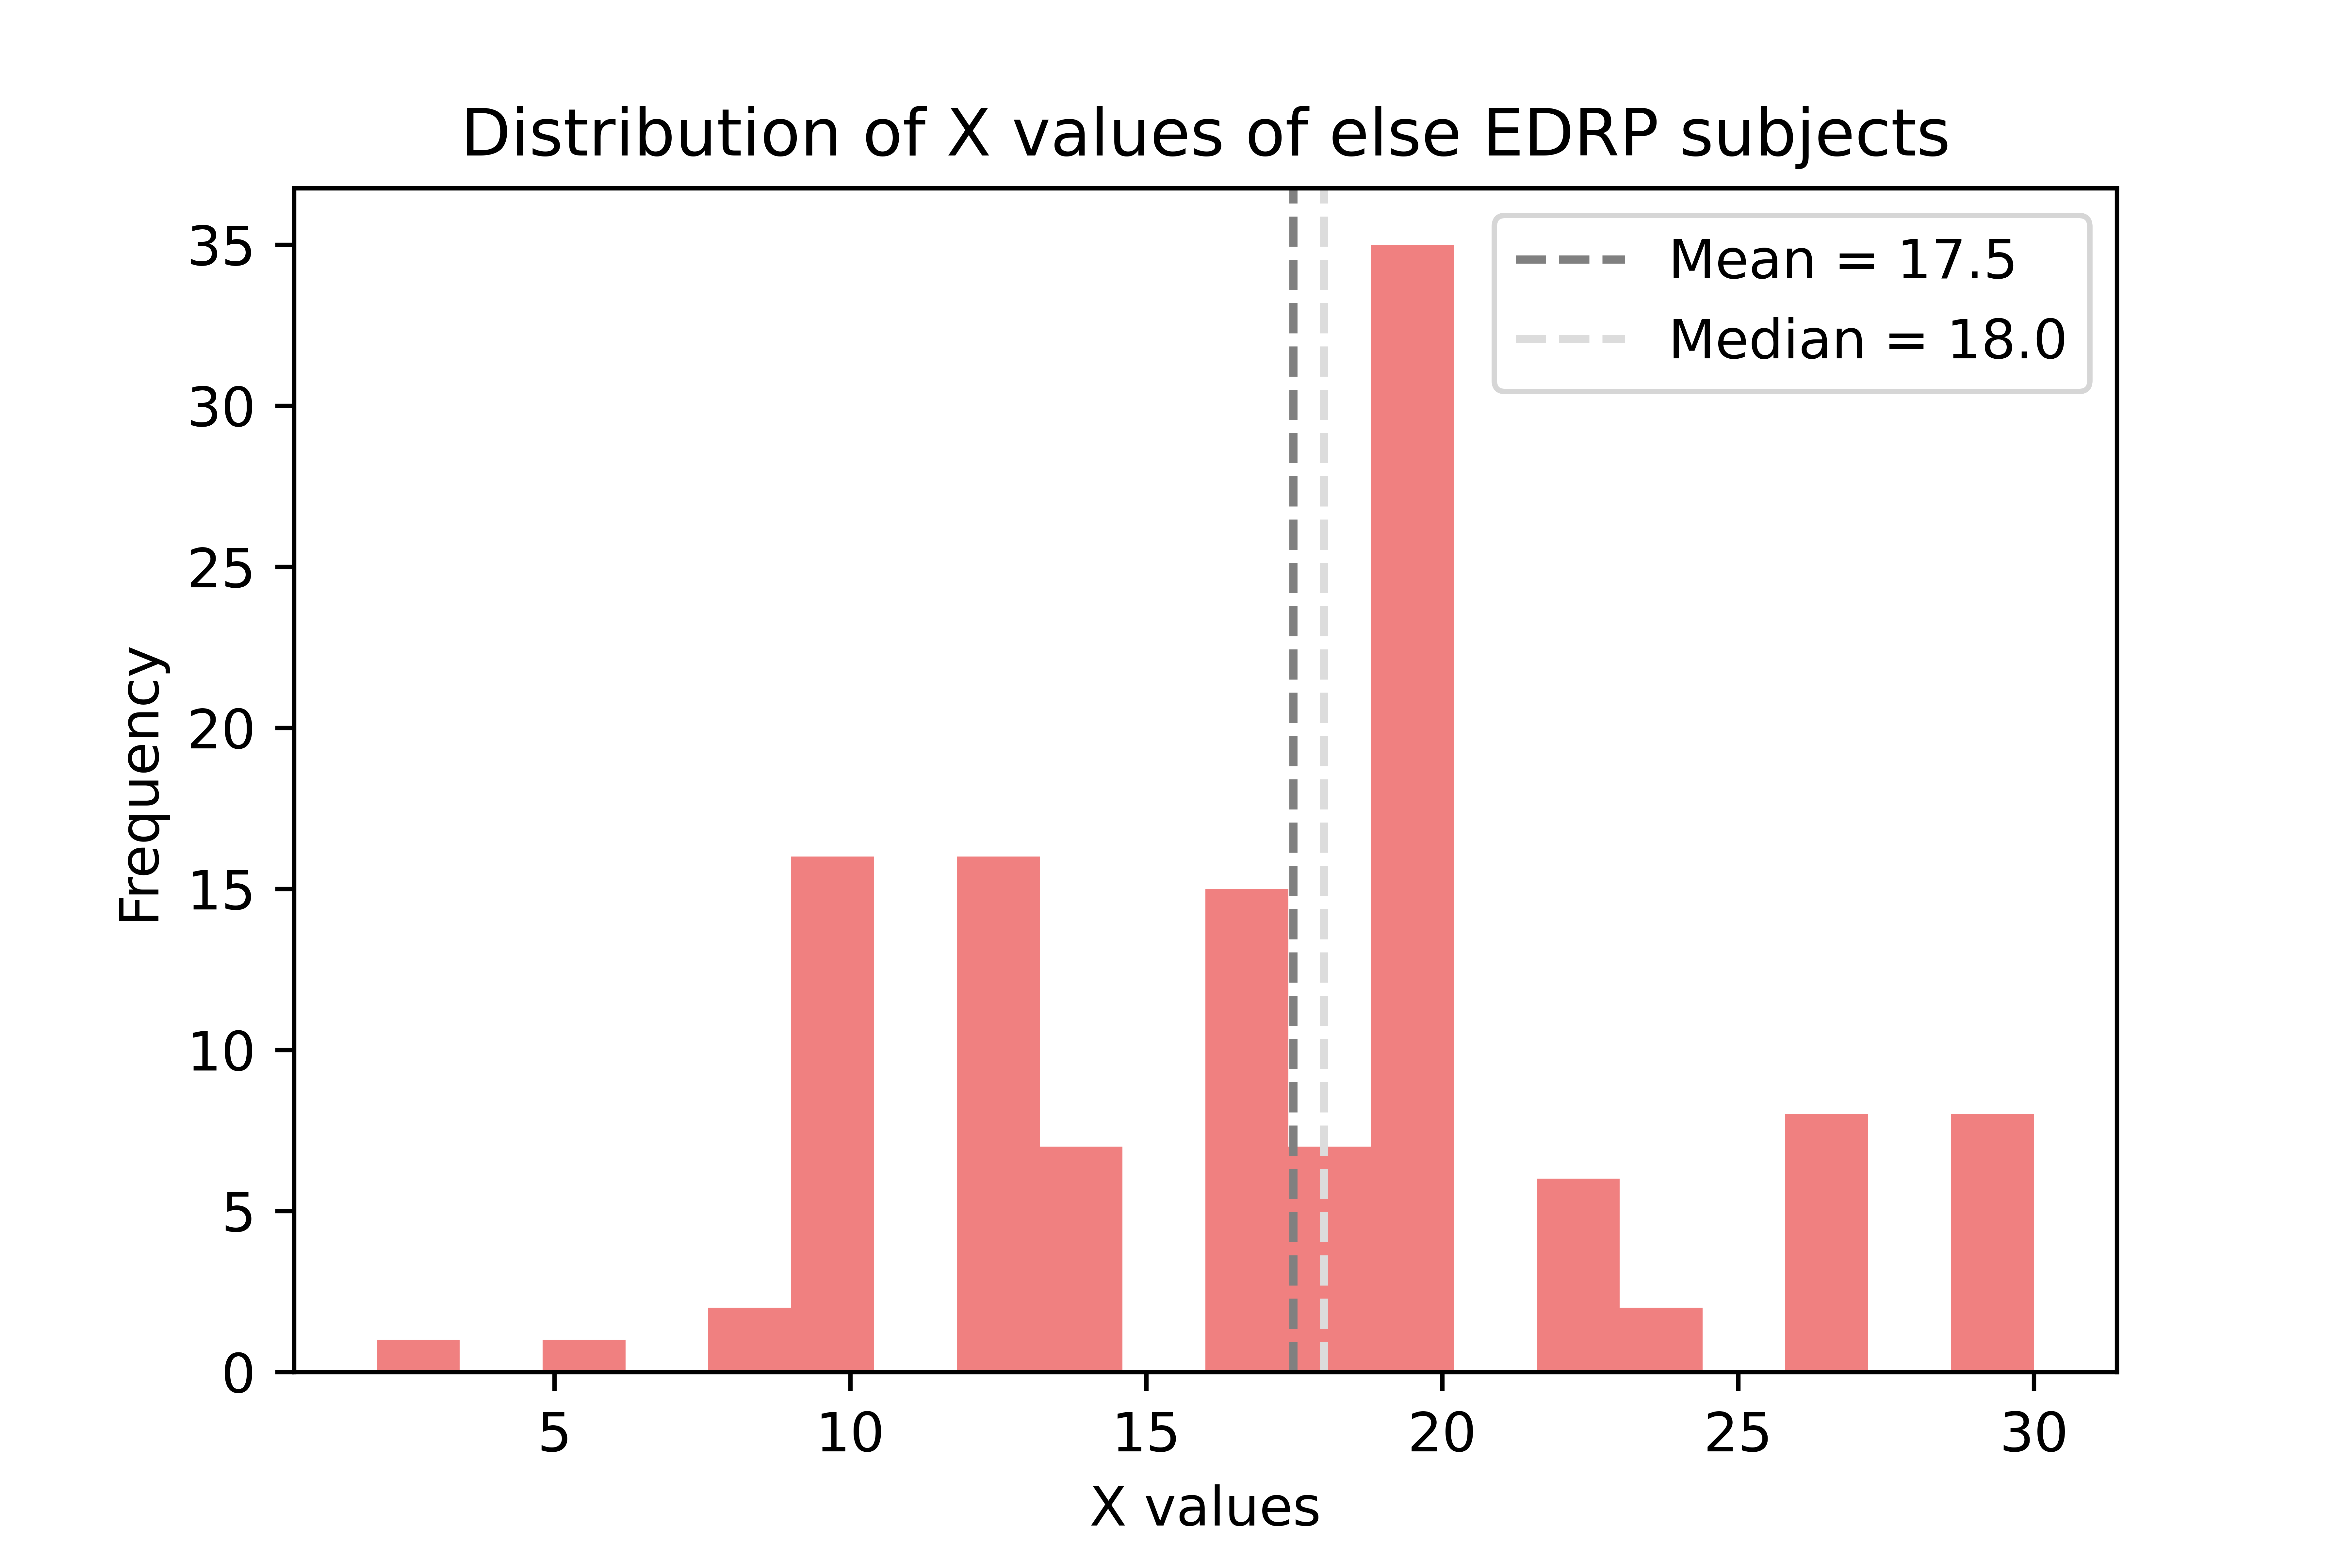 Distribution of X values of else EDRP subjects
Mean = 17.5
Median = 18.0
35
30
25
20
15
10
5
0
Frequency
5 10 15 20 25 30
X values